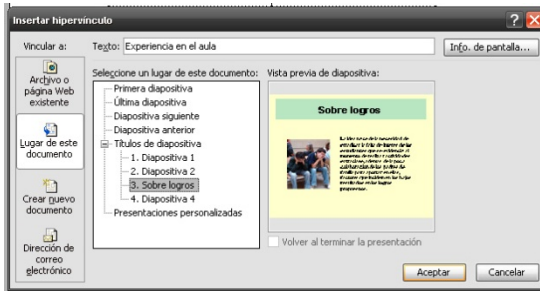 Insertar hipervínculo
Vincular a:
Texto: Experiencia en el aula
Info. de pantalla...
Archivo o
página Web
existente
Lugar de este
documento
Crear nuevo
documento
Dirección de
correo
electrónico
Seleccione un lugar de este documento:
Primera diapositiva
Última diapositiva
Diapositiva siguiente
Diapositiva anterior
Títulos de diapositiva
1. Diapositiva 1
2. Diapositiva 2
3. Sobre logros
4. Diapositiva 4
Presentaciones personalizadas
Vista previa de diapositiva:
Sobre logros
Volver al terminar la presentación
Aceptar
Cancelar